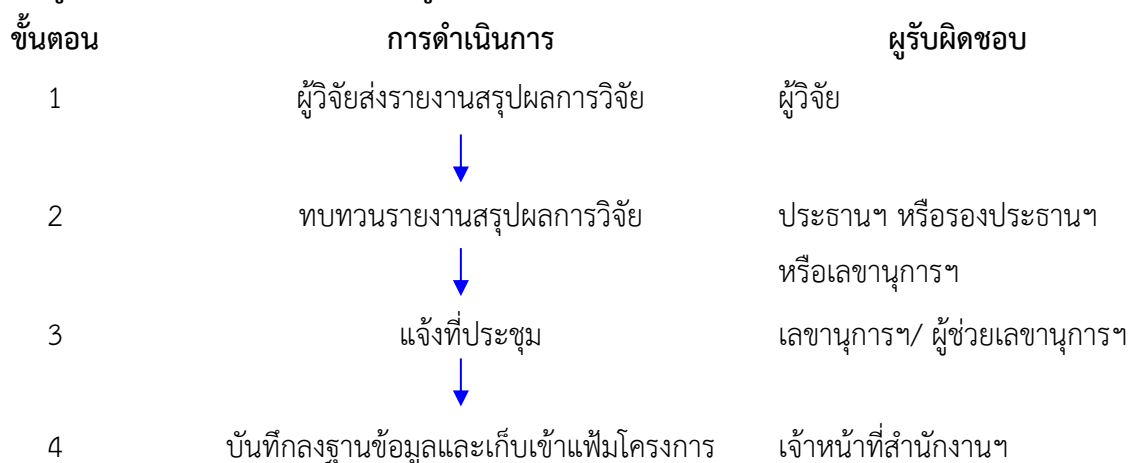 ขั้นตอน การดำเนินการ ผูรับผิดชอบ
1 ผู้วิจัยส่งรายงานสรุปผลการวิจัย ผู้วิจัย
2 ทบทวนรายงานสรุปผลการวิจัย ประธานฯ หรือรองประธานฯ
หรือเลขานุการฯ
3 แจ้งที่ประชุม เลขานุการฯ/ ผู้ช่วยเลขานุการฯ
4 บันทึกลงฐานข้อมูลและเก็บเข้าแฟ้มโครงการ เจ้าหน้าที่สำนักงานฯ